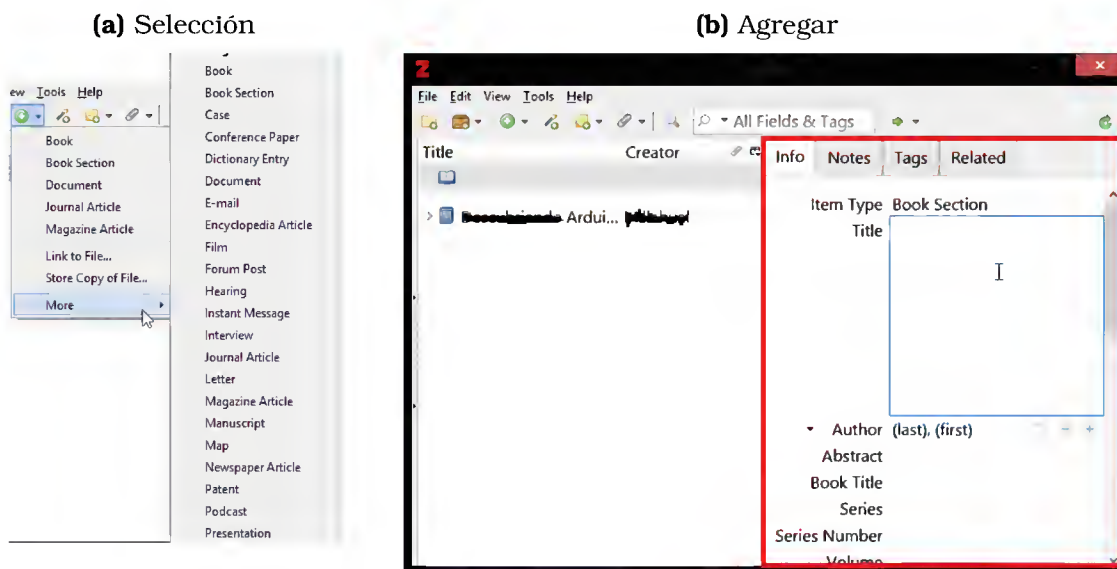 (a) Selección
ew Tools Help
Book
Book Section
Document
Journal Article
Magazine Article
Link to File...
Store Copy of File...
More
Book
Book Section
Case
Conference Paper
Dictionary Entry
Document
E-mail
Encyclopedia Article
Film
Forum Post
Hearing
Instant Message
Interview
Journal Article
Letter
Magazine Article
Manuscript
Map
Newspaper Article
Patent
Podcast
Presentation
(b) Agregar
Z
File Edit View Tools Help
All Fields & Tags
Title Creator
Ardui...
Info Notes Tags Related
Item Type Book Section
Title
Author (last), (first)
Abstract
Book Title
Series
Series Number
Volume